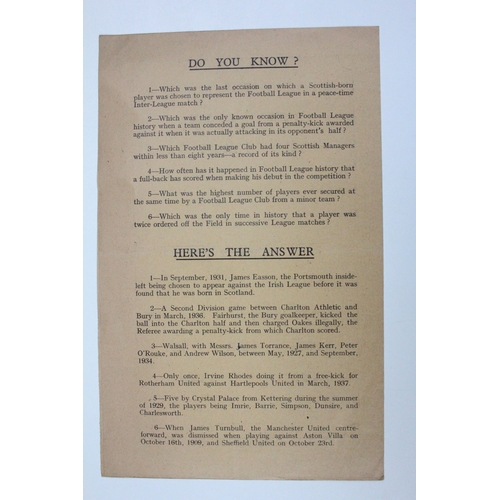 DO YOU KNOW ?
1—Which was the last occasion on which a Scottish-born
player was chosen to represent the Football League in a peace-time
Inter-League match ?
2—Which was the only known occasion in Football League
history when a team conceded a goal from a penalty-kick awarded
against it when it was actually attacking in its opponent's half ?
3—Which Football League Club had four Scottish Managers
within less than eight years—a record of its kind ?
4—How often has it happened in Football League history that
a full-back has scored when making his debut in the competition ?
5—What was the highest number of players ever secured at
the same time by a Football League Club from a minor team ?
6—Which was the only time in history that a player was
twice ordered off the Field in successive League matches ?
HERE'S THE ANSWER
1—In September, 1931, James Easson, the Portsmouth inside-
left being chosen to appear against the Irish League before it was
found that he was born in Scotland.
2—A Second Division game between Charlton Athletic and
Bury in March, 1936. Fairhurst, the Bury goalkeeper, kicked the
ball into the Charlton half and then charged Oakes illegally, the
Referee awarding a penalty-kick from which Charlton scored.
3—Walsall, with Messrs. James Torrance, James Kerr, Peter
O'Rouke, and Andrew Wilson, between May, 1927, and September,
1934.
4—Only once, Irvine Rhodes doing it from a free-kick for
Rotherham United against Hartlepools United in March, 1937.
5—Five by Crystal Palace from Kettering during the summer
of 1929, the players being Imrie, Barrie, Simpson, Dunsire, and
Charlesworth.
6—When James Turnbull, the Manchester United centre-
forward, was dismissed when playing against Aston Villa on
October 16th, 1909, and Sheffield United on October 23rd.